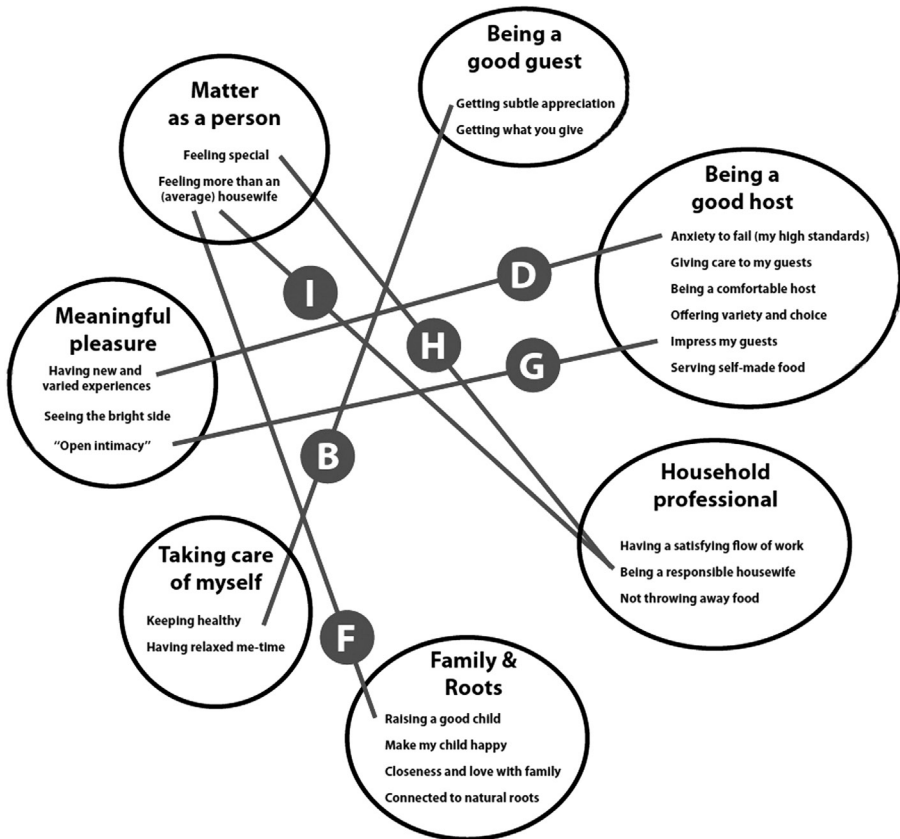 Being a
good guest
Getting subtle appreciation
Getting what you give
Matter
as a person
Feeling special
Feeling more than an
(average) housewife
Being a
good host
Anxiety to fail (my high standards)
Giving care to my guests
Being a comfortable host
Offering variety and choice
Impress my guests
Serving self-made food
D
I
H
G
B
F
Meaningful
pleasure
Having new and
varied experiences
Seeing the bright side
“Open intimacy”
Household
professional
Having a satisfying flow of work
Being a responsible housewife
Not throwing away food
Taking care
of myself
Keeping healthy
Having relaxed me-time
Family &
Roots
Raising a good child
Make my child happy
Closeness and love with family
Connected to natural roots